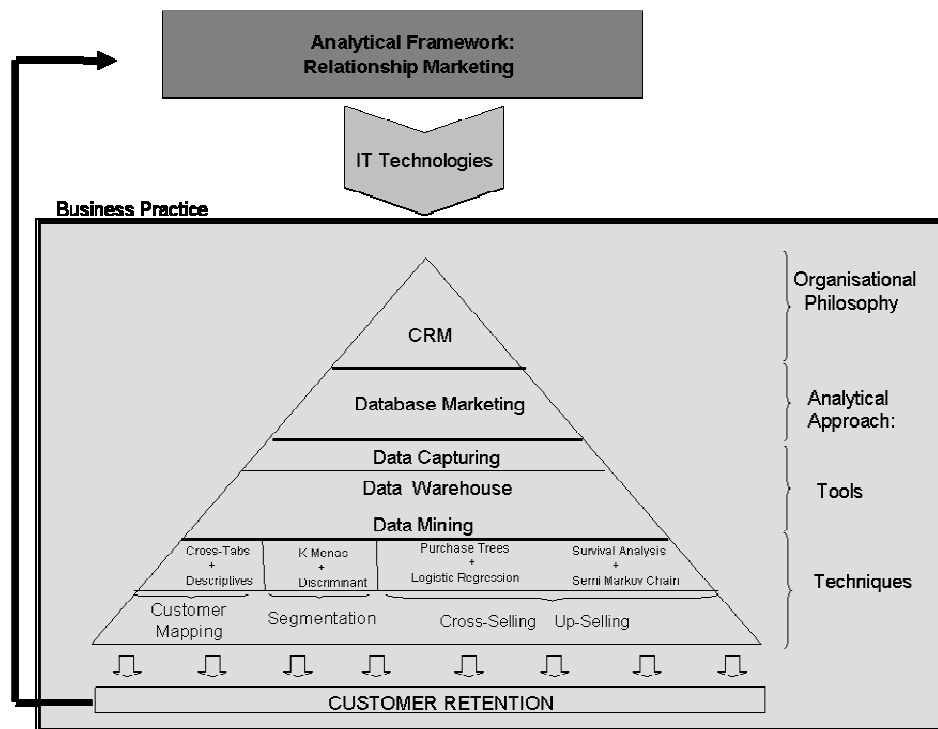 Analytical Framework:
Relationship Marketing
IT Technologies
Business Practice
CRM
Organisational
Philosophy
Database Marketing
Analytical
Approach:
Data Capturing
Data Warehouse
Data Mining
Tools
Cross-Tabs
+
Descriptives
K Menas
+
Discriminant
Purchase Trees
+
Logistic Regression
Survival Analysis
+
Semi Markov Chain
Techniques
Customer
Mapping
Segmentation
Cross-Selling Up-Selling
CUSTOMER RETENTION